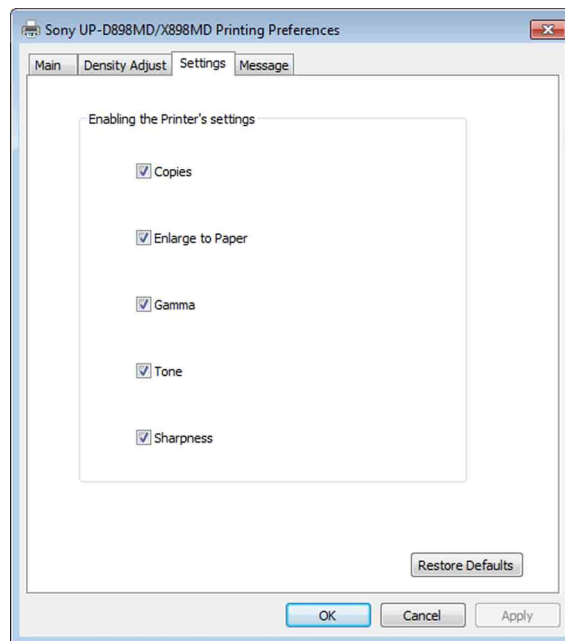 Sony UP-D898MD/X898MD Printing Preferences
Main Density Adjust Settings Message
Enabling the Printer's settings
Copies
Enlarge to Paper
Gamma
Tone
Sharpness
Restore Defaults
OK Cancel Apply